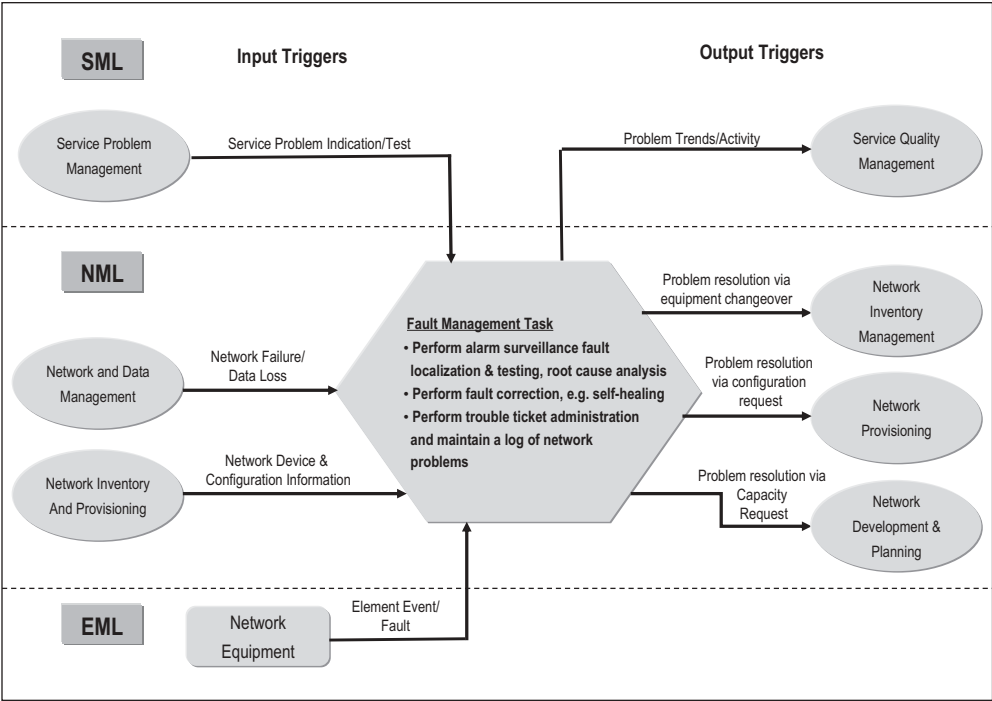 SML
Input Triggers
Output Triggers
Service Problem
Management
Service Problem Indication/Test
Problem Trends/Activity
Service Quality
Management
NML
Network and Data
Management
Network Failure/
Data Loss
Network Inventory
And Provisioning
Network Device &
Configuration Information
Fault Management Task
• Perform alarm surveillance fault
localization & testing, root cause analysis
• Perform fault correction, e.g. self-healing
• Perform trouble ticket administration
and maintain a log of network
problems
Problem resolution via
equipment changeover
Network
Inventory
Management
Problem resolution
via configuration
request
Network
Provisioning
Problem resolution via
Capacity
Request
Network
Development &
Planning
EML
Network
Equipment
Element Event/
Fault